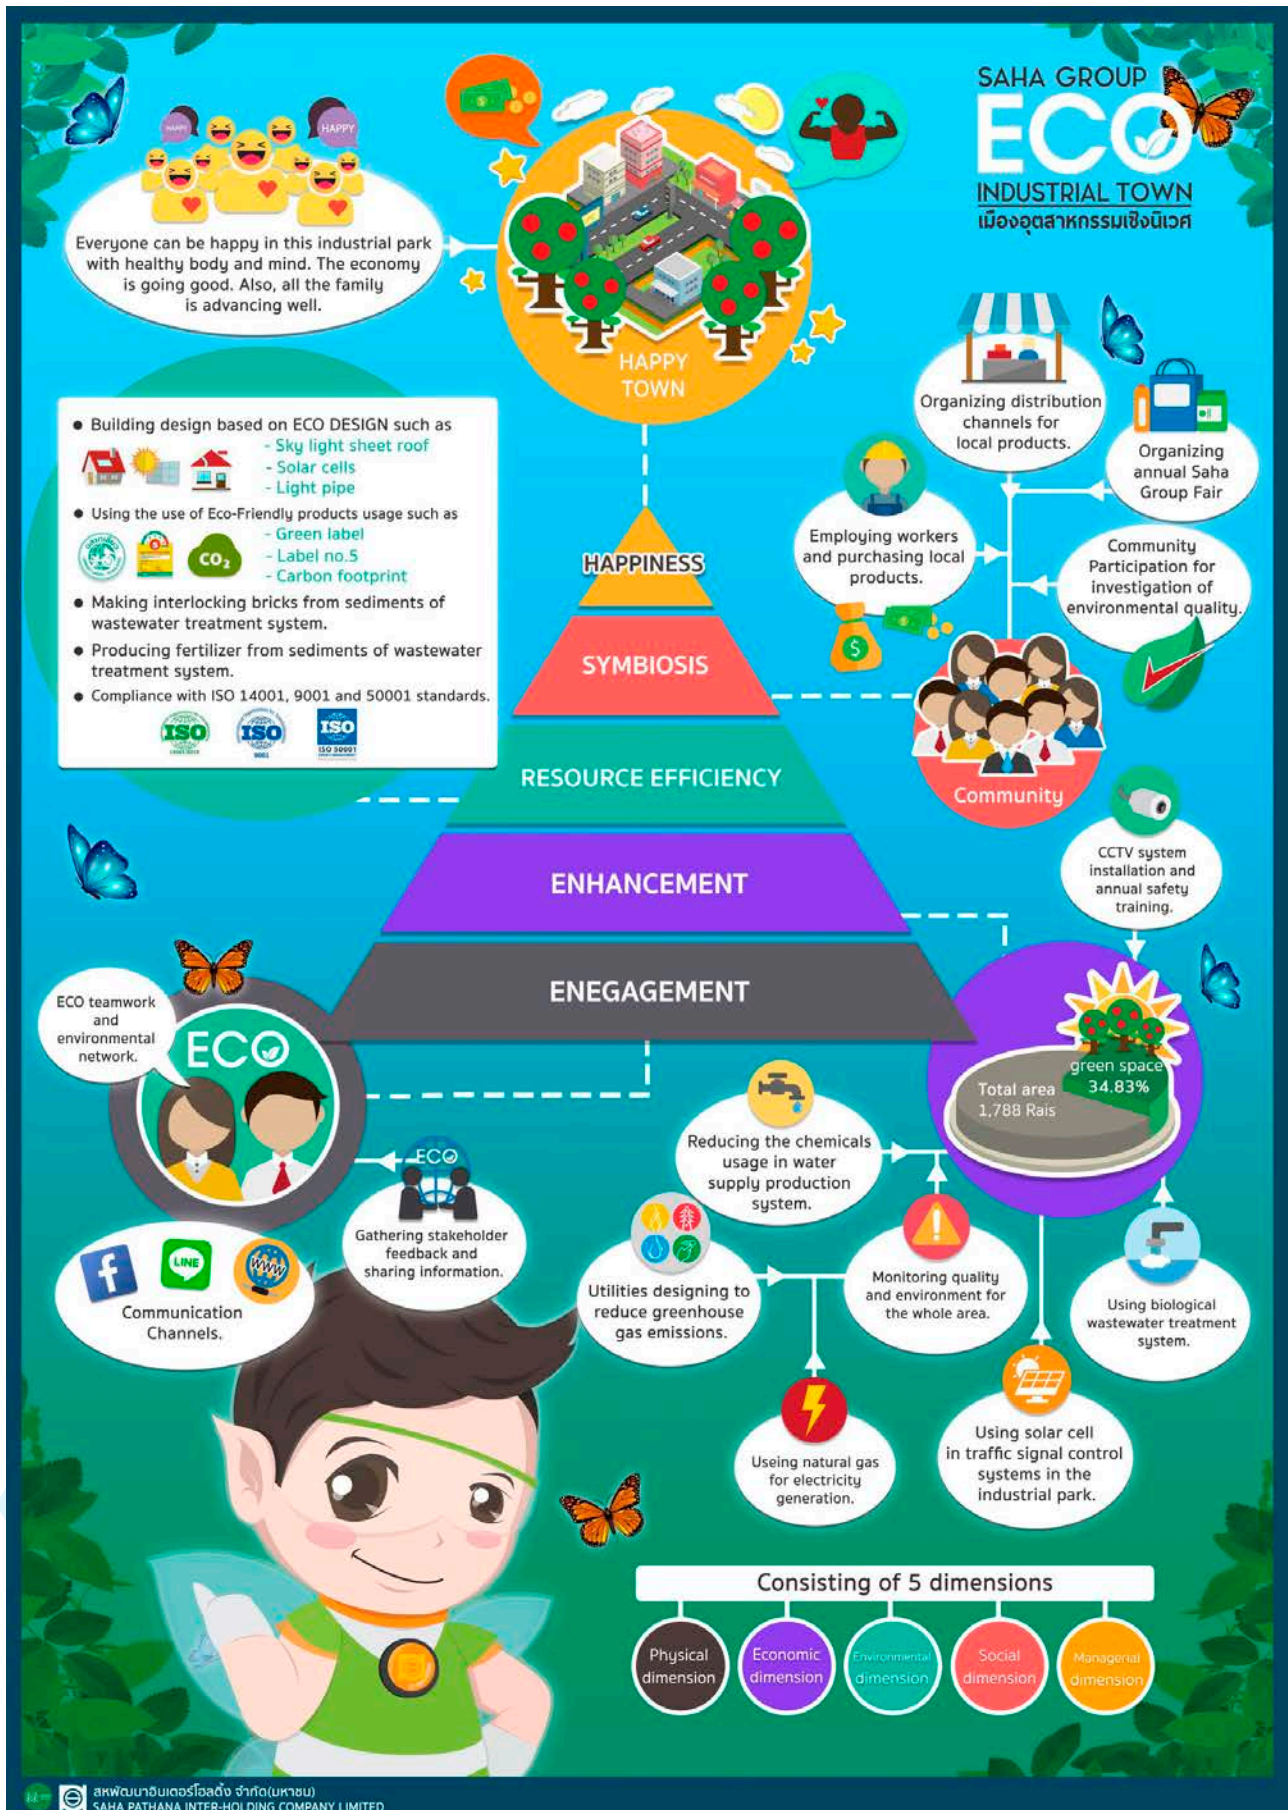 SAHA GROUP
ECO
INDUSTRIAL TOWN
เมืองอุตสาหกรรมเชิงนิเวศ
HAPPY
HAPPY
Everyone can be happy in this industrial park
with healthy body and mind. The economy
is going good. Also, all the family
is advancing well.
HAPPY
TOWN
Building design based on ECO DESIGN such as
- Sky light sheet roof
- Solar cells
- Light pipe
Using the use of Eco-Friendly products usage such as
- Green label
- Label no.5
- Carbon footprint
5
CO2
Making interlocking bricks from sediments of
wastewater treatment system.
Producing fertilizer from sediments of wastewater
treatment system.
Compliance with ISO 14001, 9001 and 50001 standards.
ISO
ISO
9001
ISO
ISO 50001
Organizing distribution
channels for
local products.
Organizing
annual Saha
Group Fair
Employing workers
and purchasing local
products.
Community
Participation for
investigation of
environmental quality.
Community
HAPPINESS
SYMBIOSIS
RESOURCE EFFICIENCY
ENHANCEMENT
ENEGAGEMENT
CCTV system
installation and
annual safety
training.
green space
34.83%
Total area
1,788 Rais
ECO teamwork
and
environmental
network.
ECO
ECO
Gathering stakeholder
feedback and
sharing information.
f
LINE
Communication
Channels.
Reducing the chemicals
usage in water
supply production
system.
Utilities designing to
reduce greenhouse
gas emissions.
Monitoring quality
and environment for
the whole area.
Using biological
wastewater treatment
system.
Useing natural gas
for electricity
generation.
Using solar cell
in traffic signal control
systems in the
industrial park.
Consisting of 5 dimensions
Physical
dimension
Economic
dimension
Environmental
dimension
Social
dimension
Managerial
dimension
สหพัฒนาอินเตอร์โฮลดิ้ง จำกัด(มหาชน)
SAHA PATHANA INTER-HOLDING COMPANY LIMITED